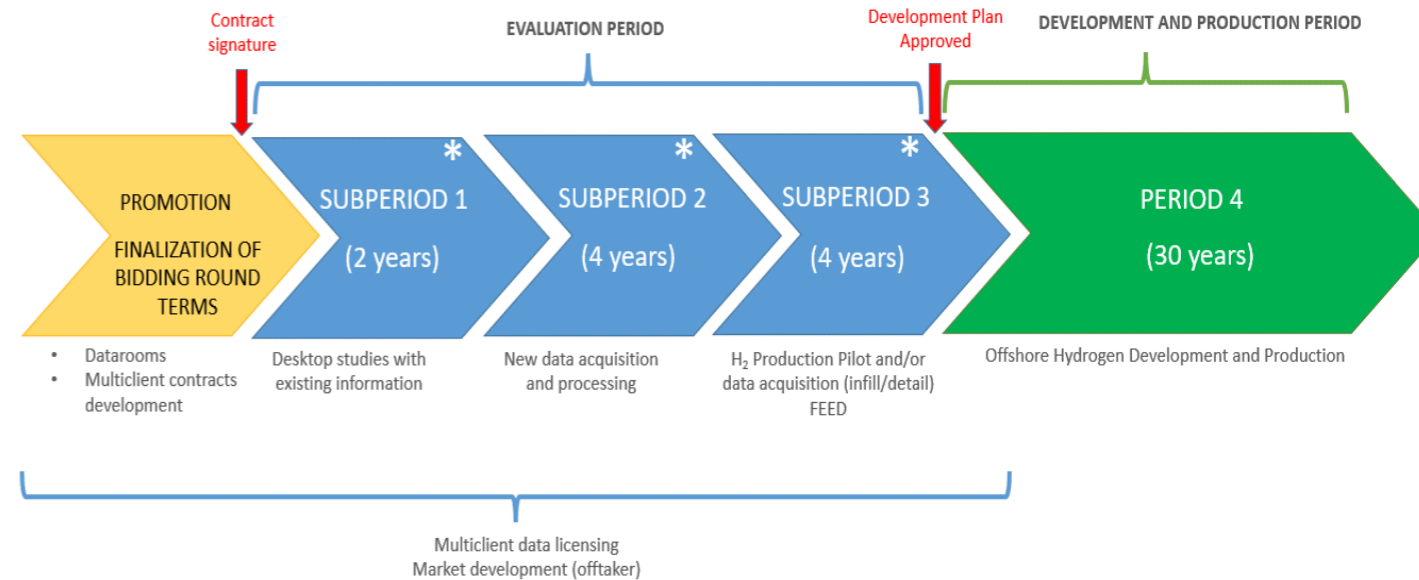 Contract
signature
EVALUATION PERIOD
Development Plan
Approved
DEVELOPMENT AND PRODUCTION PERIOD
PROMOTION
FINALIZATION OF
BIDDING ROUND
TERMS
*
SUBPERIOD 1
(2 years)
*
SUBPERIOD 2
(4 years)
*
SUBPERIOD 3
(4 years)
PERIOD 4
(30 years)
• Datarooms
• Multiclient contracts
development
Desktop studies with
existing information
New data acquisition
and processing
H₂ Production Pilot and/or
data acquisition (infill/detail)
FEED
Offshore Hydrogen Development and Production
Multiclient data licensing
Market development (offtaker)